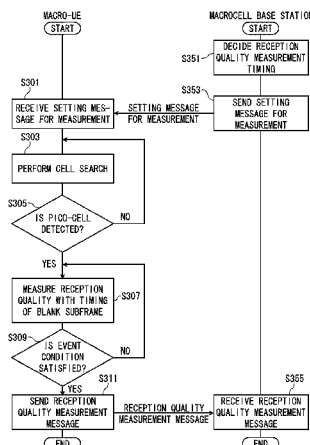 MACRO-UE
START
MACROCELL BASE STATION
START
S351
DECIDE RECEPTION
QUALITY MEASUREMENT
TIMING
S301
RECEIVE SETTING MES-
SAGE FOR MEASUREMENT
SETTING MESSAGE
FOR MEASUREMENT
S353
SEND SETTING
MESSAGE FOR
MEASUREMENT
S303
PERFORM CELL SEARCH
S305
IS PICO-CELL
DETECTED?
NO
YES
MEASURE RECEPTION
QUALITY WITH TIMING
OF BLANK SUBFRAME
S307
S309
IS EVENT
CONDITION
SATISFIED?
NO
YES
S311
SEND RECEPTION
QUALITY MEASUREMENT
MESSAGE
RECEPTION QUALITY
MEASUREMENT MESSAGE
S355
RECEIVE RECEPTION
QUALITY MEASUREMENT
MESSAGE
END
END